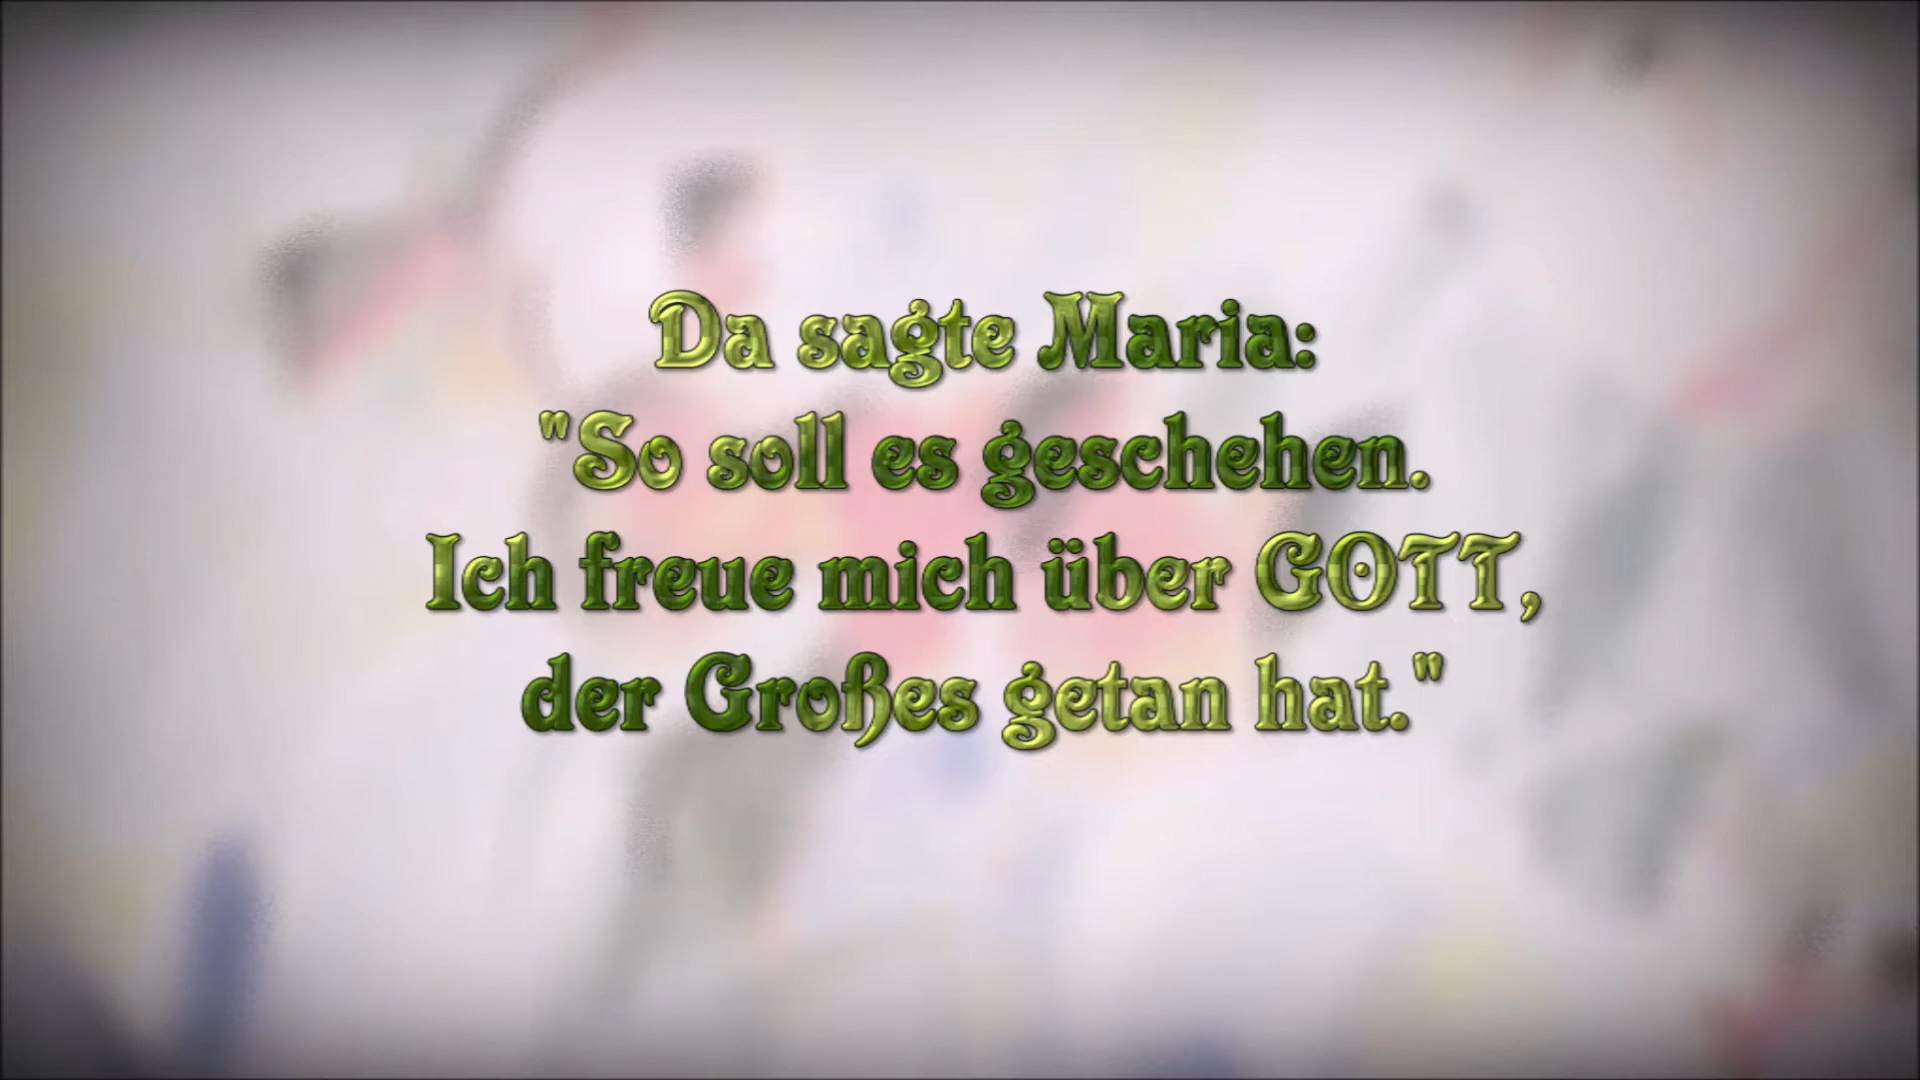 Da sagte Maria:
"So soll es geschehen.
Ich freue mich über GOTT,
der Großes getan hat."